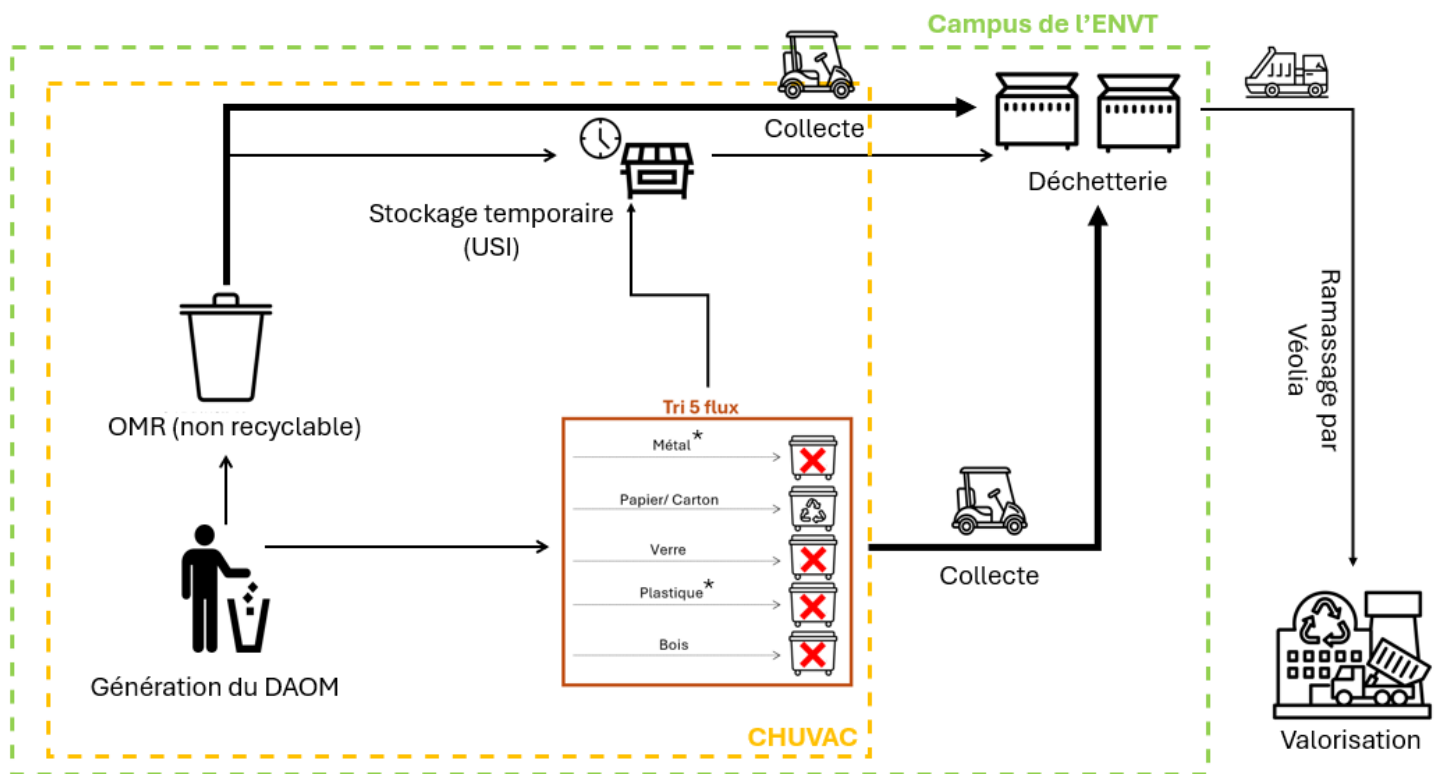 Campus de l’ENVT
Collecte
Déchetterie
Stockage temporaire
(USI)
Ramassage par
Véolia
OMR (non recyclable)
Tri 5 flux
Métal*
Papier/ Carton
Verre
Plastique*
Bois
Collecte
Génération du DAOM
CHUVAC
Valorisation